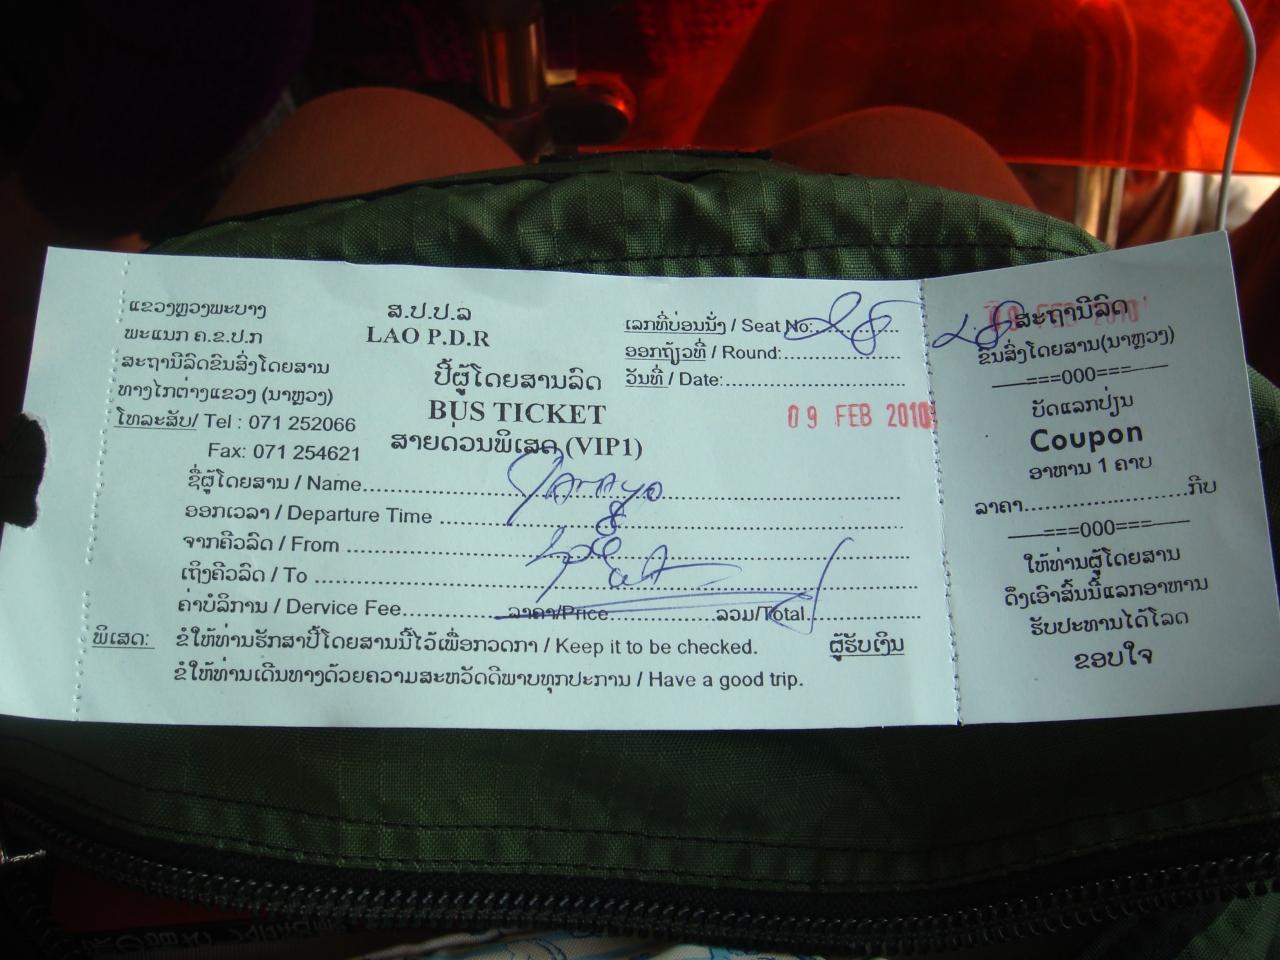 ແຂວງຫຼວງພະບາງ
ພະແນກ ຄ.ຂ.ປ.ກ
ສະຖານີລົດຂົນສົ່ງໂດຍສານ
ທາງໄກຕ່າງແຂວງ (ນາຫຼວງ)
ໂທລະສັບ/ Tel : 071 252066
Fax: 071 254621
ສ.ປ.ປ.ລ
LAO P.D.R
ປີ້ຜູ້ໂດຍສານລົດ
BUS TICKET
ສາຍດ່ວນພິເສດ (VIP1)
ເລກທີ່ບ່ອນນັ່ງ / Seat No: 28
ອອກຖ້ຽວທີ່ / Round:
ວັນທີ່ / Date:
09 FEB 2010
ຊື່ຜູ້ໂດຍສານ / Name
ອອກເວລາ / Departure Time 8
ຈາກຄິວລົດ / From
ເຖິງຄິວລົດ / To
ຄ່າບໍລິການ / Dervice Fee ລາຄາ/Price ລວມ/Total
ພິເສດ: ຂໍໃຫ້ທ່ານຮັກສາປີ້ໂດຍສານນີ້ໄວ້ເພື່ອກວດກາ / Keep it to be checked. ຜູ້ຮັບເງິນ
ຂໍໃຫ້ທ່ານເດີນທາງດ້ວຍຄວາມສະຫວັດດີພາບທຸກປະການ / Have a good trip.
09 FEB 2010
28 ສະຖານີລົດ
ຂົນສົ່ງໂດຍສານ(ນາຫຼວງ)
===000===
ບັດແລກປ່ຽນ
Coupon
ອາຫານ 1 ຄາບ
ລາຄາ ກີບ
===000===
ໃຫ້ທ່ານຜູ້ໂດຍສານ
ດຶງເອົາສົ້ນນີ້ແລກອາຫານ
ຮັບປະທານໄດ້ໂລດ
ຂອບໃຈ